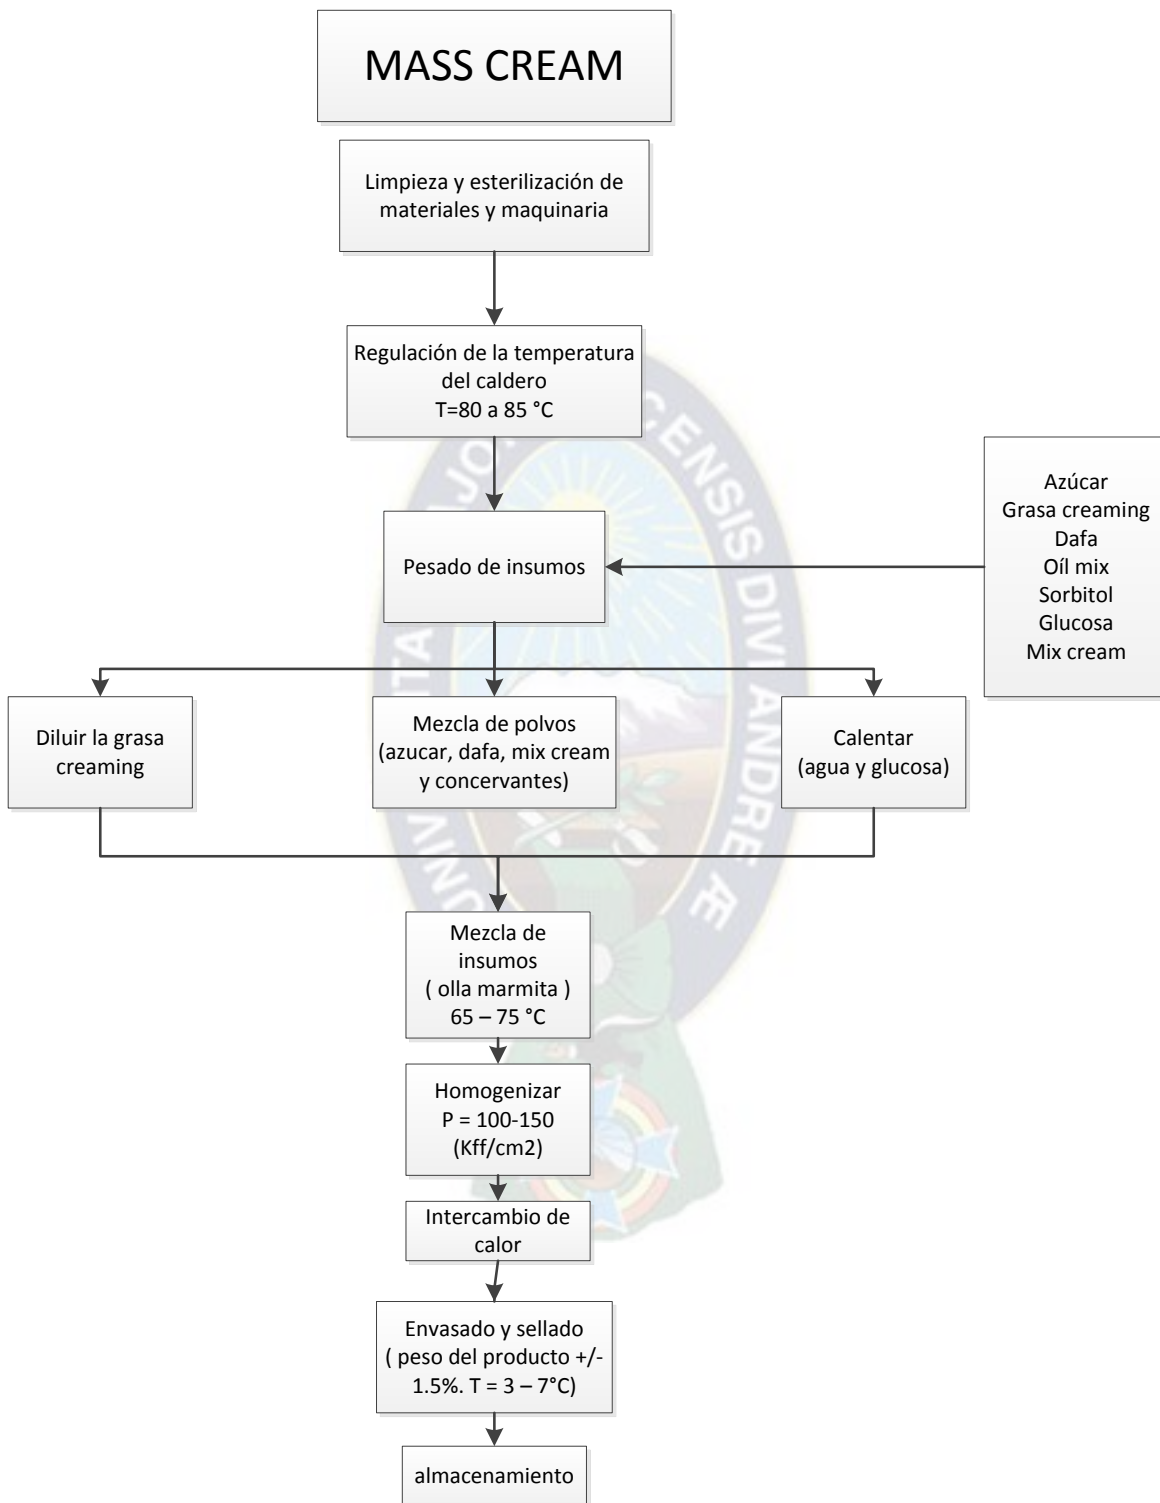 MASS CREAM
Limpieza y esterilización de
materiales y maquinaria
Regulación de la temperatura
del caldero
T=80 a 85 °C
Pesado de insumos
Azúcar
Grasa creaming
Dafa
Oíl mix
Sorbitol
Glucosa
Mix cream
Diluir la grasa
creaming
Mezcla de polvos
(azucar, dafa, mix cream
y concervantes)
Calentar
(agua y glucosa)
Mezcla de
insumos
( olla marmita )
65 – 75 °C
Homogenizar
P = 100-150
(Kff/cm2)
Intercambio de
calor
Envasado y sellado
( peso del producto +/-
1.5%. T = 3 – 7°C)
almacenamiento
CENSIS DIVI ANDRE Æ